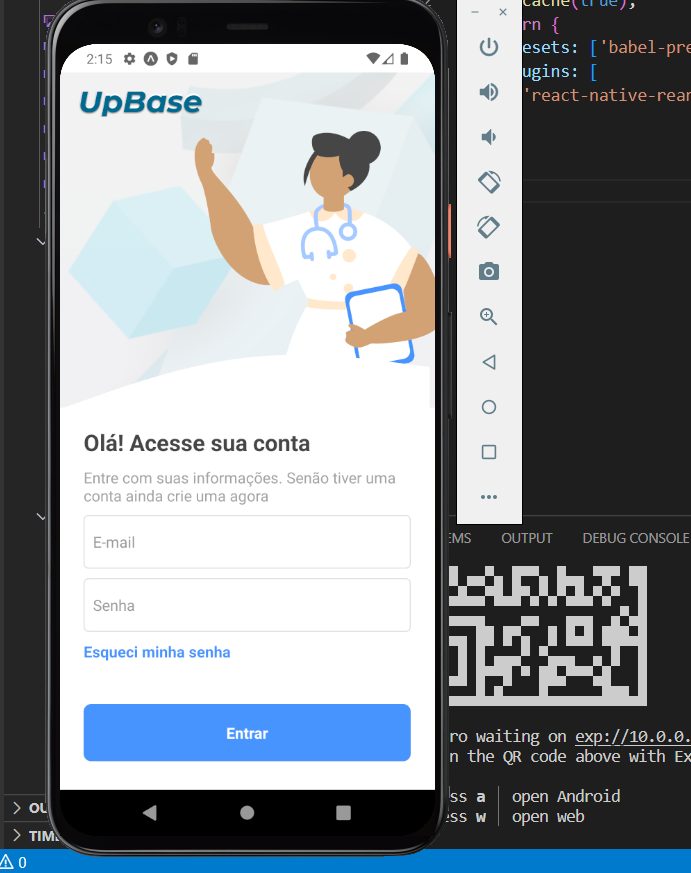 2:15
UpBase
Olá! Acesse sua conta
Entre com suas informações. Senão tiver uma
conta ainda crie uma agora
E-mail
Senha
Esqueci minha senha
Entrar
cache(true);
rn {
esets: ['babel-pre
ugins: [
'react-native-rear
EMS OUTPUT DEBUG CONSOLE
ro waiting on exp://10.0.0.
n the QR code above with Ex
ss a │ open Android
ess w │ open web
OU
TIM
0